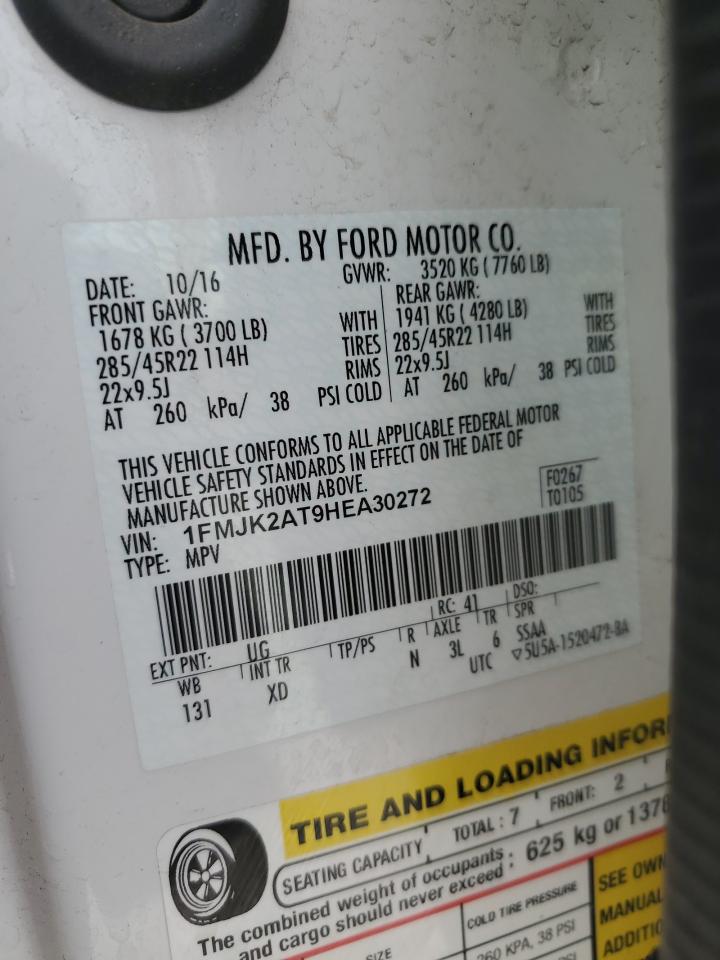 MFD. BY FORD MOTOR CO.
DATE: 10/16 GVWR: 3520 KG ( 7760 LB)
FRONT GAWR: REAR GAWR:
1678 KG ( 3700 LB) WITH 1941 KG ( 4280 LB) WITH
285/45R22 114H TIRES 285/45R22 114H TIRES
22x9.5J RIMS 22x9.5J RIMS
AT 260 kPa/ 38 PSI COLD AT 260 kPa/ 38 PSI COLD
THIS VEHICLE CONFORMS TO ALL APPLICABLE FEDERAL MOTOR
VEHICLE SAFETY STANDARDS IN EFFECT ON THE DATE OF
MANUFACTURE SHOWN ABOVE.
F0267
T0105
VIN: 1FMJK2AT9HEA30272
TYPE: MPV
EXT PNT: UG RC: 41 DSO:
WB INT TR TP/PS R AXLE TR SPR
131 XD N 3L 6 SSAA
UTC ▽5U5A-1520472-BA
TIRE AND LOADING INFOR
SEATING CAPACITY TOTAL : 7 FRONT: 2
The combined weight of occupants
and cargo should never exceed : 625 kg or 1378
SIZE COLD TIRE PRESSURE SEE OWN
260 KPA, 38 PSI MANUAL
ADDITIO